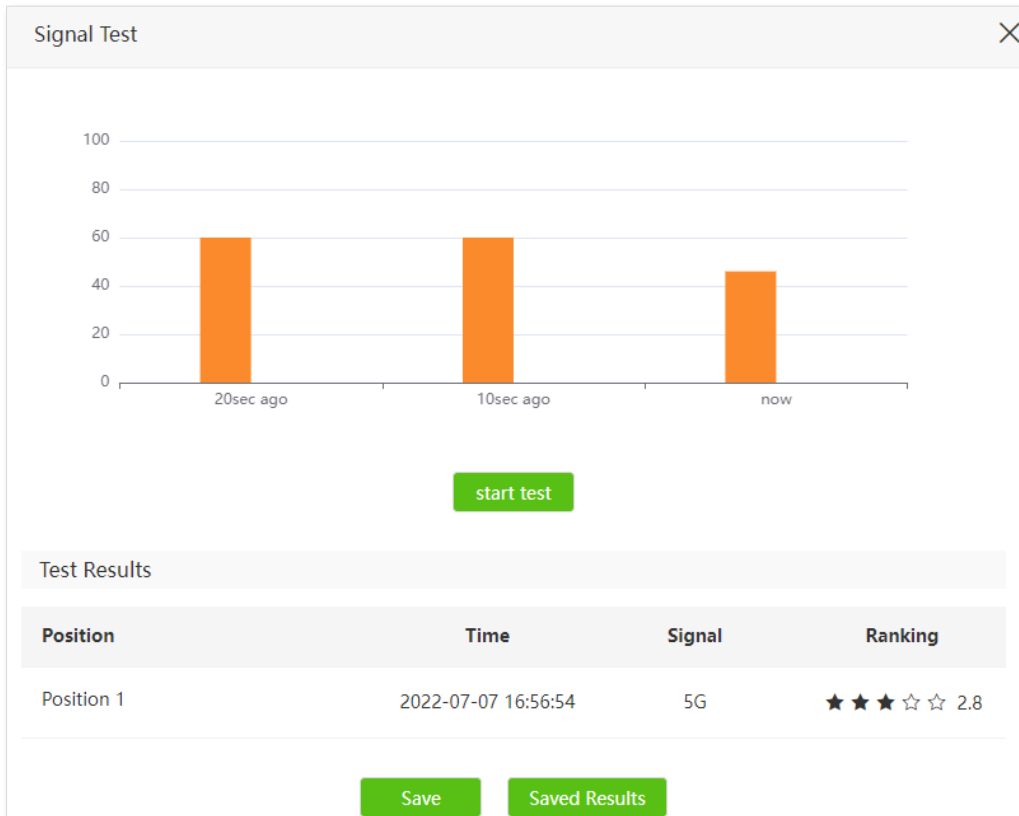 Signal Test
100
80
60
40
20
0
20sec ago 10sec ago now
start test
Test Results
Position Time Signal Ranking
Position 1 2022-07-07 16:56:54 5G ★ ★ ★ ☆ ☆ 2.8
Save Saved Results